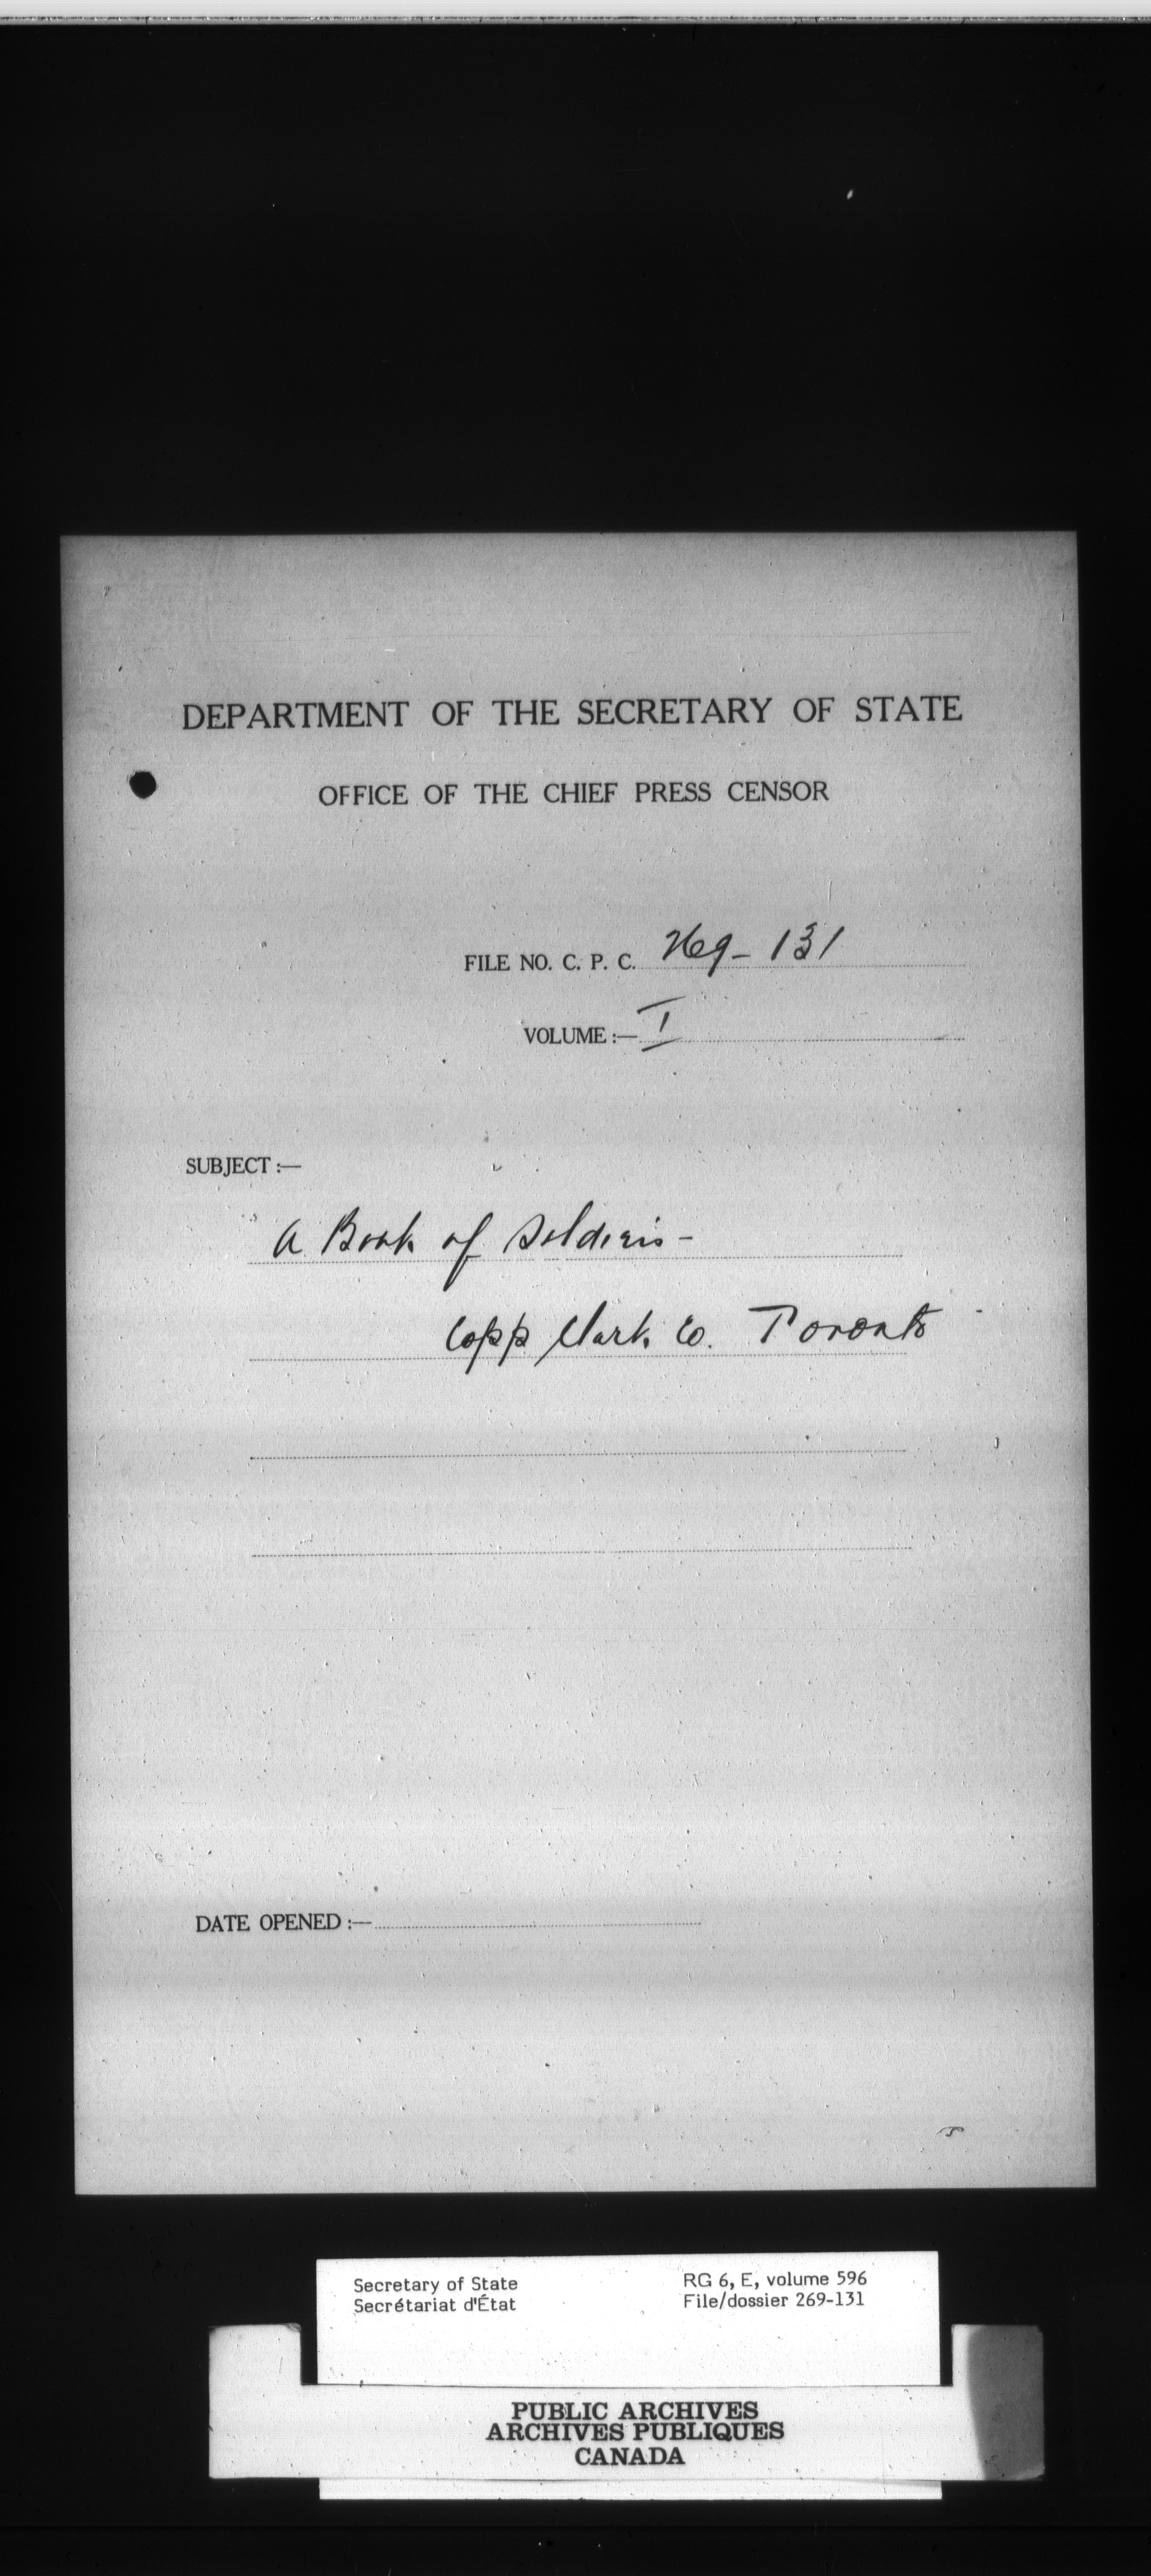 DEPARTMENT OF THE SECRETARY OF STATE
OFFICE OF THE CHIEF PRESS CENSOR
FILE NO. C. P. C. 269-131
VOLUME:— I
SUBJECT:—
"A Book of Soldiers-
Copp Clark Co. Toronto -
DATE OPENED:—
Secretary of State
Secrétariat d'État
RG 6, E, volume 596
File/dossier 269-131
PUBLIC ARCHIVES
ARCHIVES PUBLIQUES
CANADA